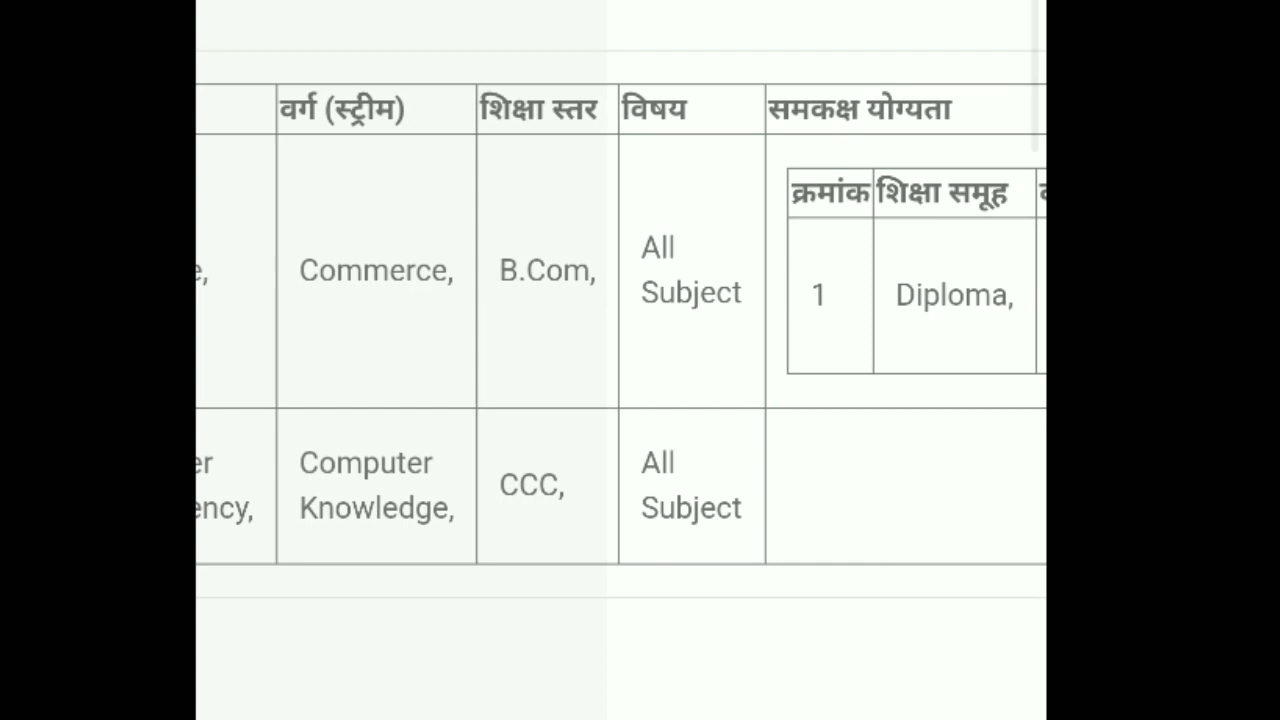 वर्ग (स्ट्रीम) शिक्षा स्तर विषय समकक्ष योग्यता
क्रमांक शिक्षा समूह
Commerce, B.Com, All
Subject
1 Diploma,
Computer
Knowledge, CCC, All
Subject